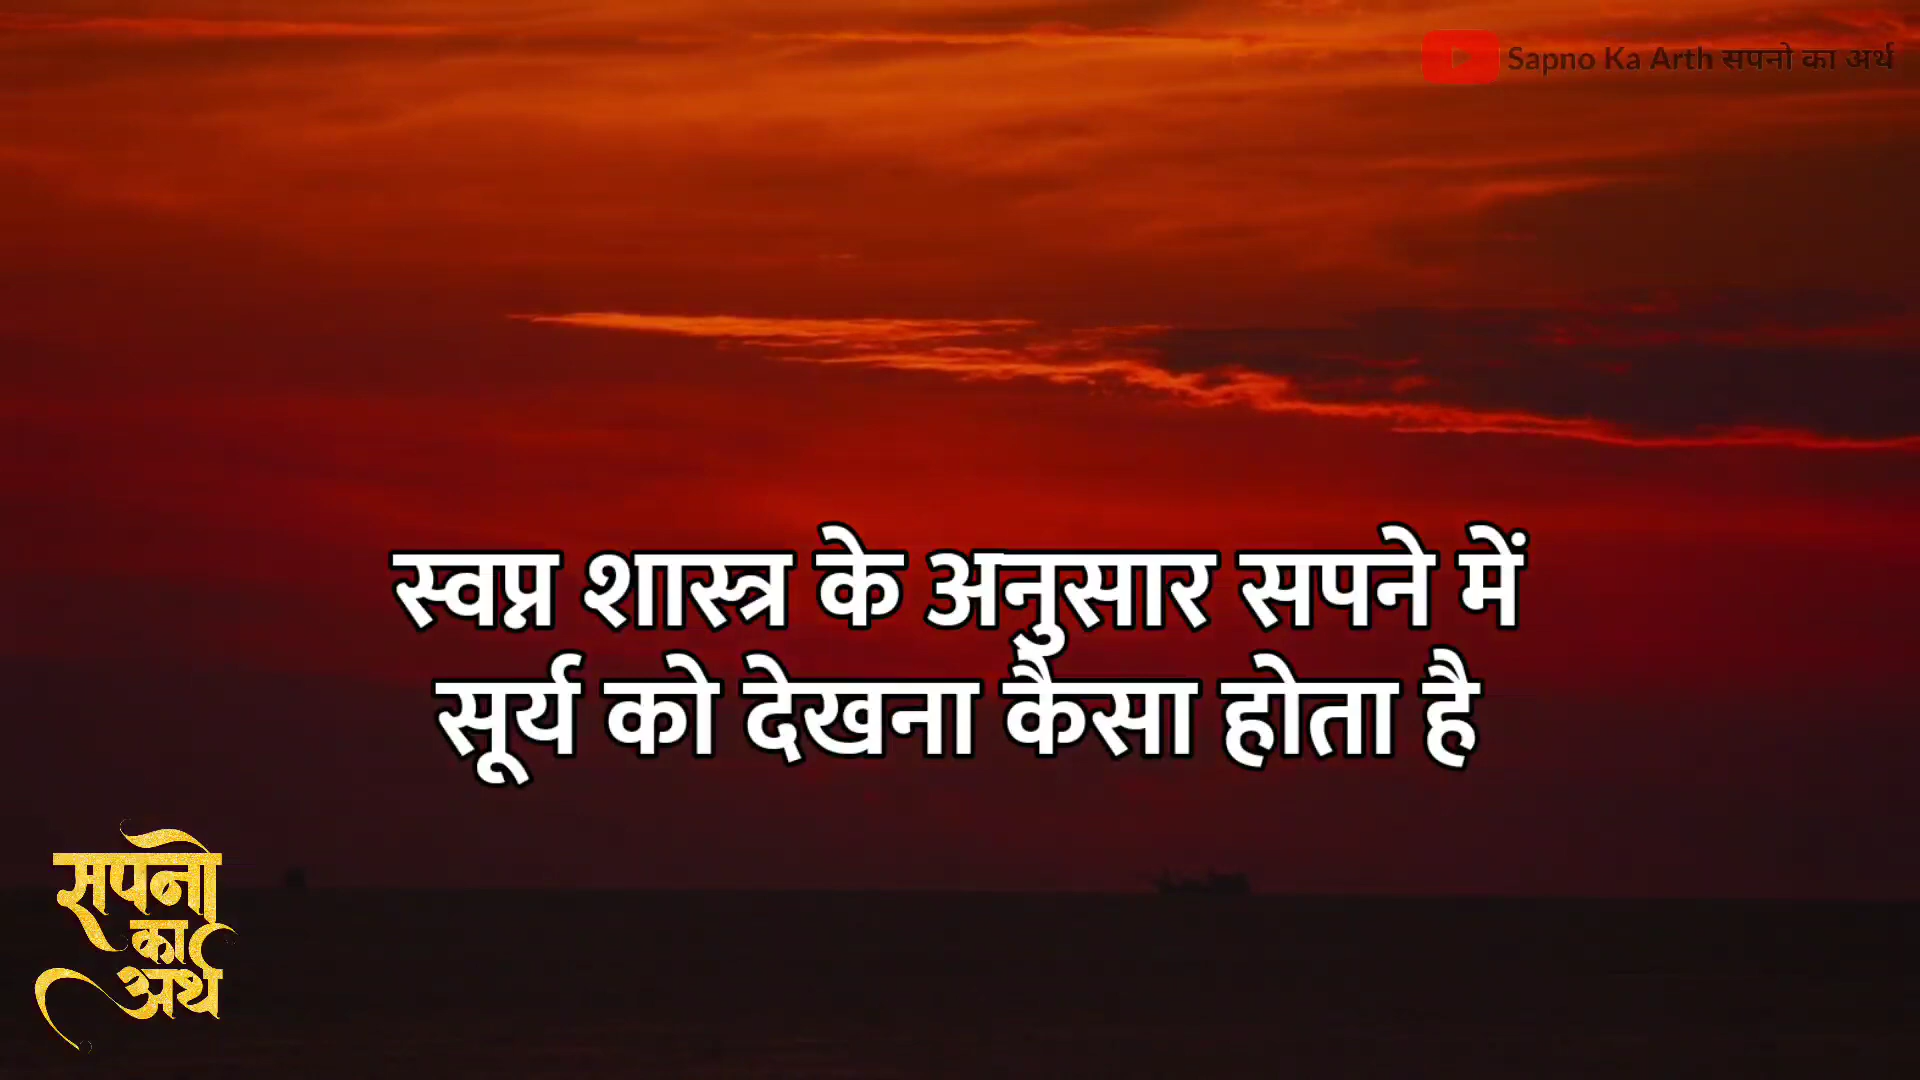 Sapno Ka Arth सपनो का अर्थ
स्वप्न शास्त्र के अनुसार सपने में
सूर्य को देखना कैसा होता है
सपनो
का
अर्थ